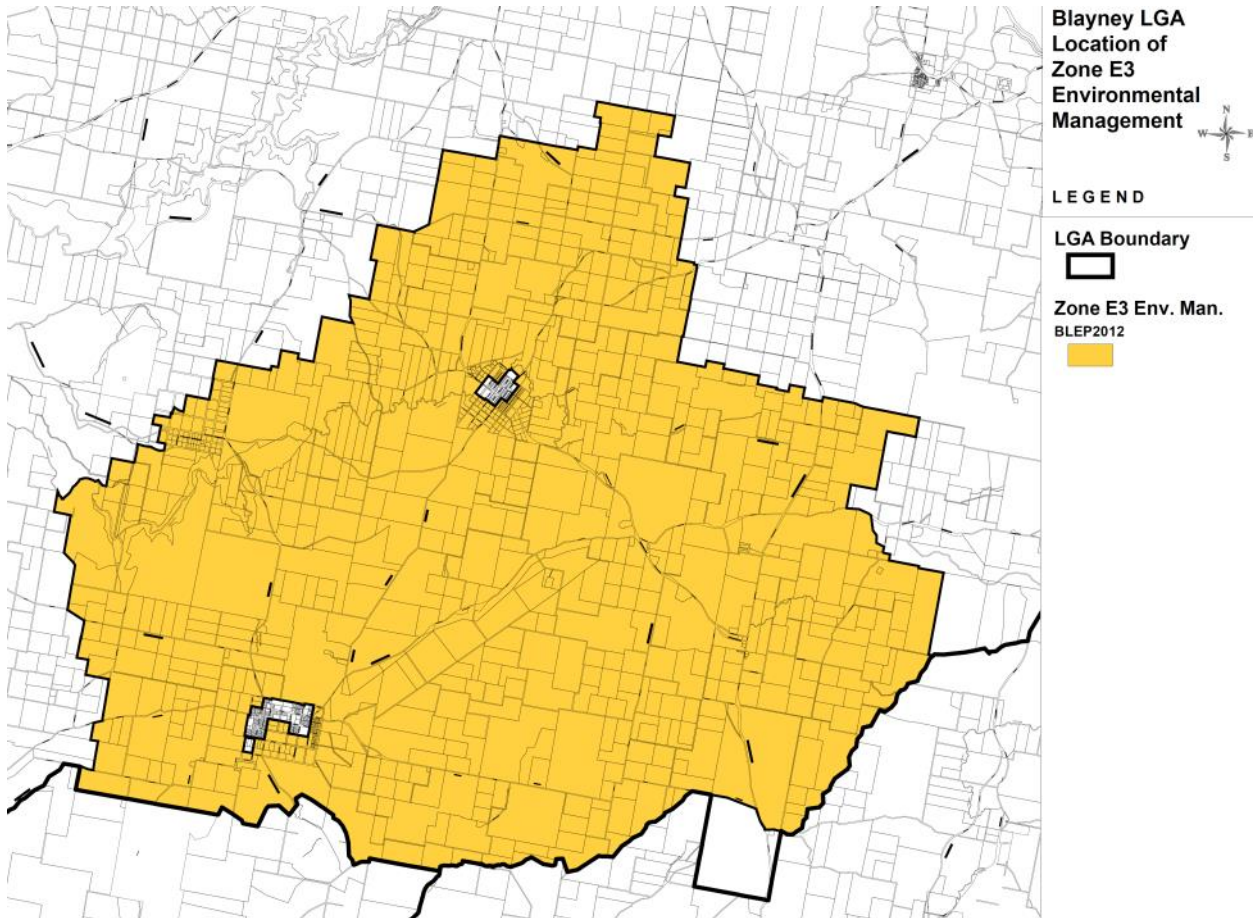 Blayney LGA
Location of
Zone E3
Environmental
Management
N
W E
S
LEGEND
LGA Boundary
Zone E3 Env. Man.
BLEP2012